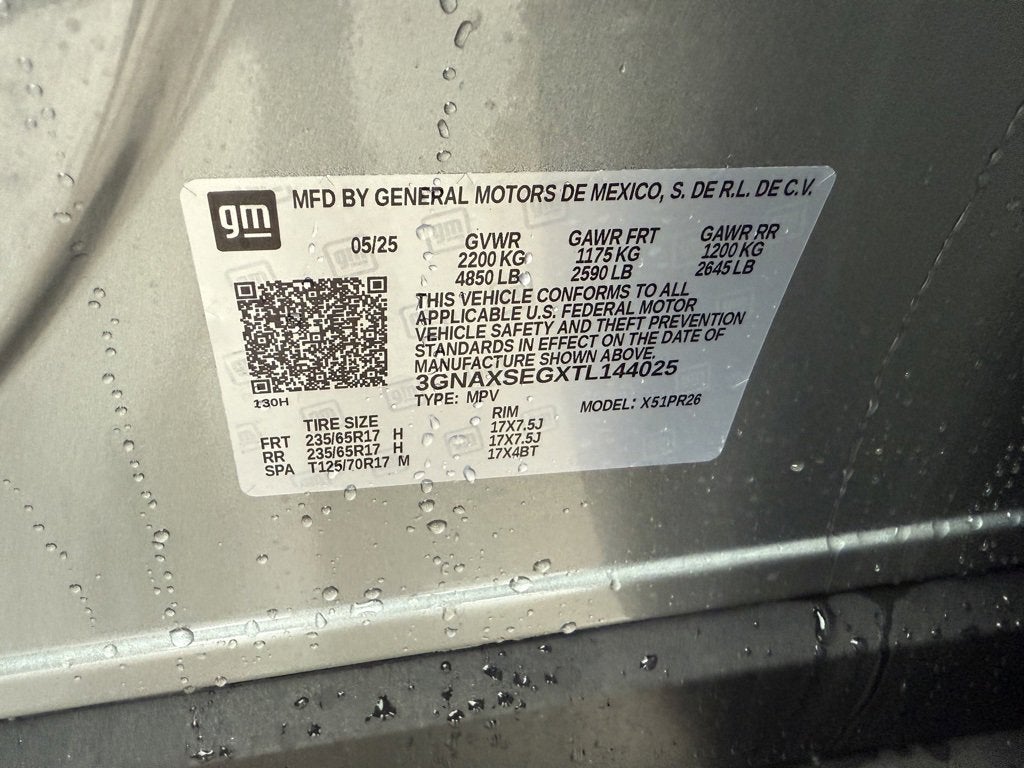 gm
MFD BY GENERAL MOTORS DE MEXICO, S. DE R.L. DE C.V.
05/25 GVWR GAWR FRT GAWR RR
2200 KG 1175 KG 1200 KG
4850 LB 2590 LB 2645 LB
THIS VEHICLE CONFORMS TO ALL
APPLICABLE U.S. FEDERAL MOTOR
VEHICLE SAFETY AND THEFT PREVENTION
STANDARDS IN EFFECT ON THE DATE OF
MANUFACTURE SHOWN ABOVE.
3GNAXSEGXTL144025
130H
TYPE: MPV MODEL: X51PR26
TIRE SIZE RIM
FRT 235/65R17 H 17X7.5J
RR 235/65R17 H 17X7.5J
SPA T125/70R17 M 17X4BT